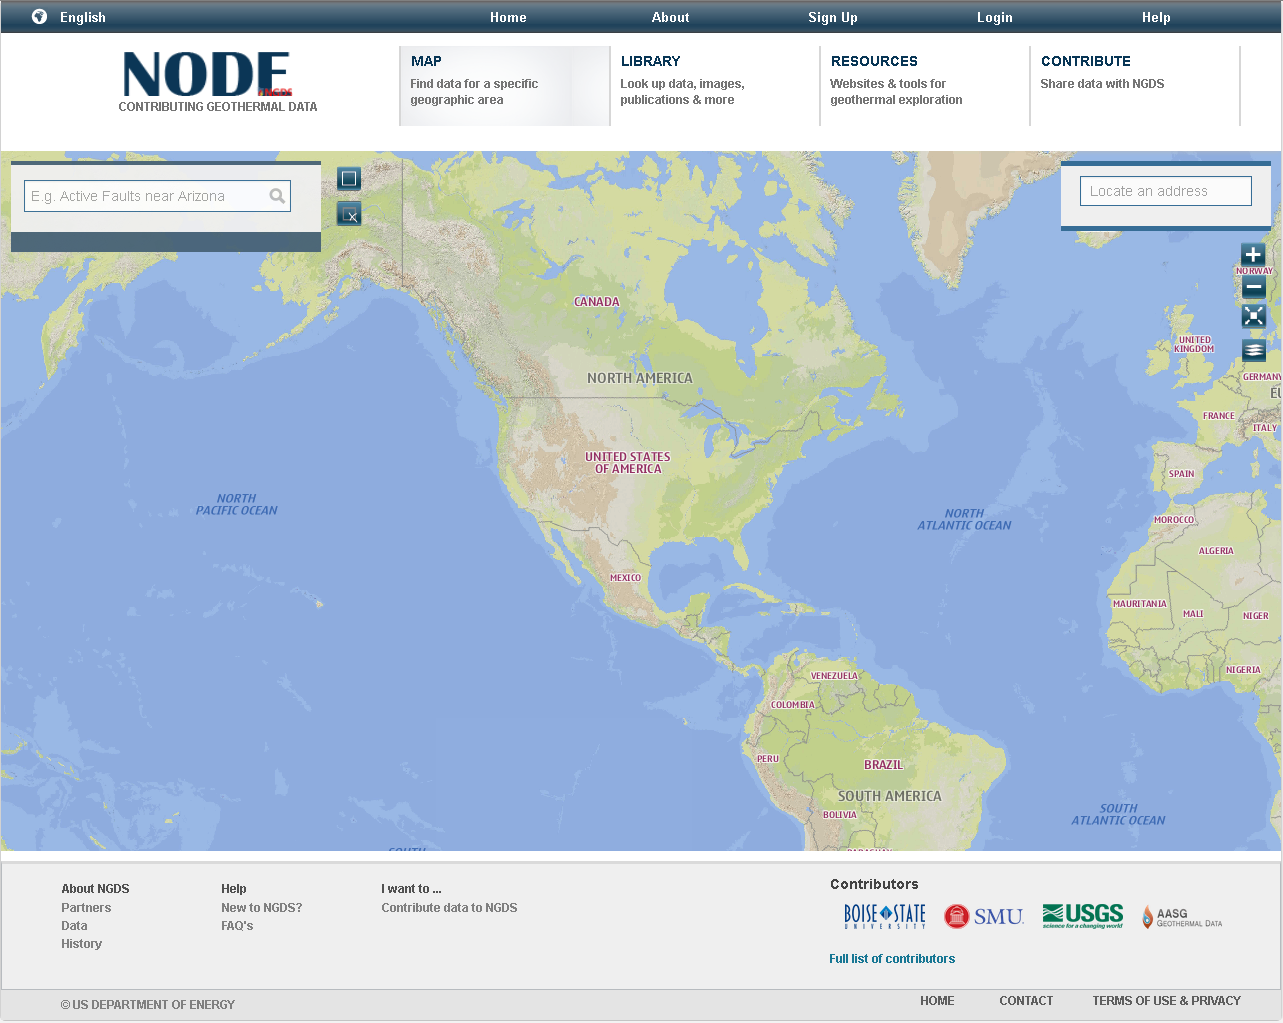 English
Home
About
Sign Up
Login
Help
NODE
NGDS
CONTRIBUTING GEOTHERMAL DATA
MAP
Find data for a specific
geographic area
LIBRARY
Look up data, images,
publications & more
RESOURCES
Websites & tools for
geothermal exploration
CONTRIBUTE
Share data with NGDS
E.g. Active Faults near Arizona
Locate an address
NORWAY
CANADA
UNITED
KINGDOM
NORTH AMERICA
GERMANY
EU
FRANCE
ITALY
UNITED STATES
OF AMERICA
SPAIN
NORTH
PACIFIC OCEAN
NORTH
ATLANTIC OCEAN
MOROCCO
ALGERIA
MEXICO
MAURITANIA
MALI
NIGER
NIGERIA
VENEZUELA
COLOMBIA
PERU
BRAZIL
SOUTH AMERICA
BOLIVIA
SOUTH
ATLANTIC OCEAN
SOUTH
PARAGUAY
About NGDS
Partners
Data
History
Help
New to NGDS?
FAQ's
I want to ...
Contribute data to NGDS
Contributors
BOISE STATE
UNIVERSITY
SMU.
USGS
science for a changing world
AASG
GEOTHERMAL DATA
Full list of contributors
© US DEPARTMENT OF ENERGY
HOME
CONTACT
TERMS OF USE & PRIVACY